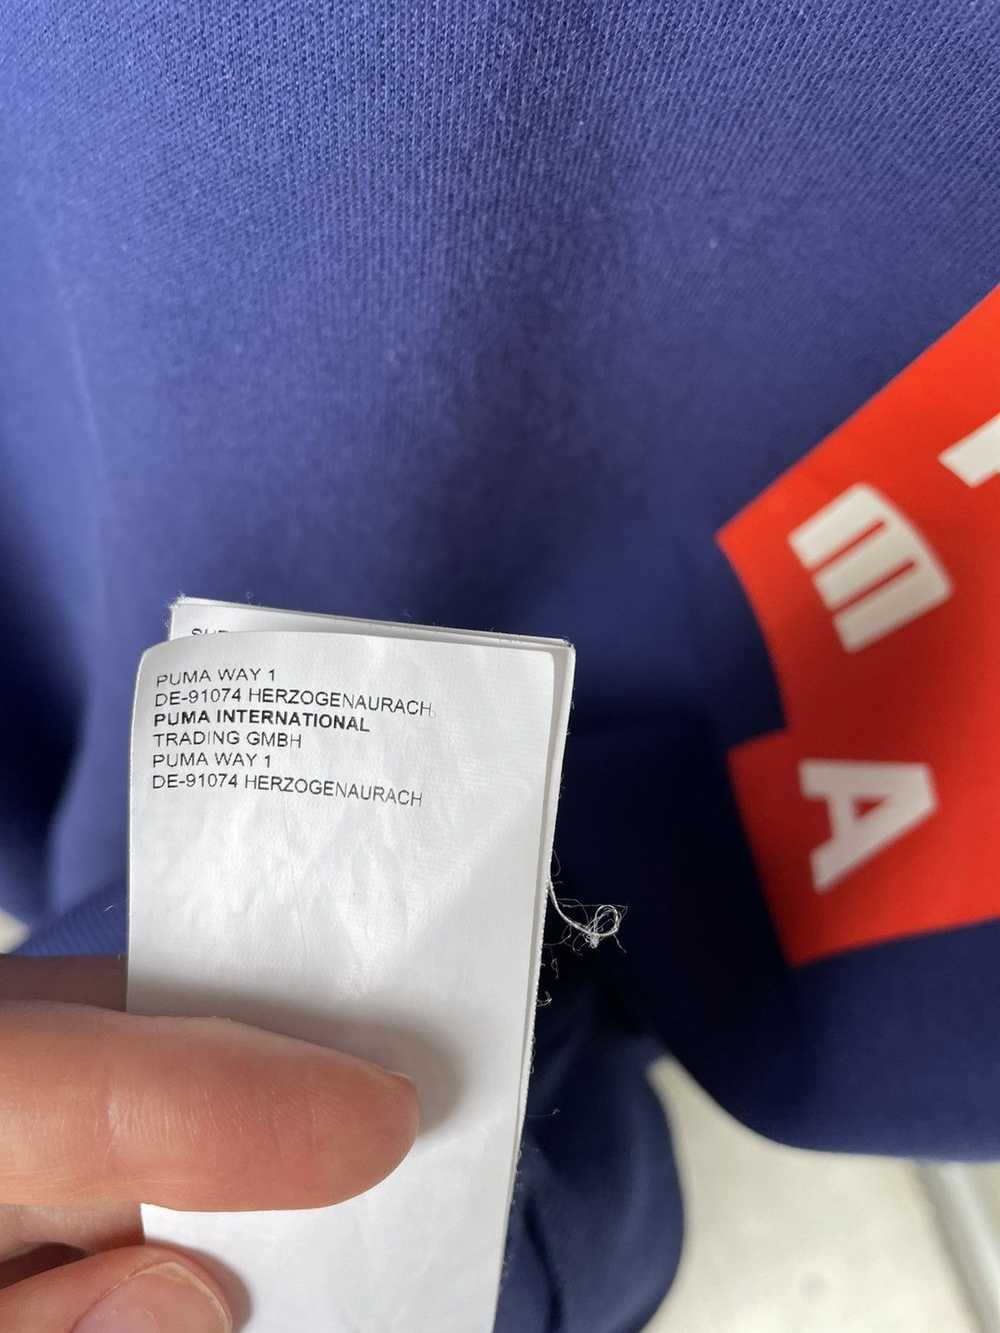 PUMA WAY 1
DE-91074 HERZOGENAURACH
PUMA INTERNATIONAL
TRADING GMBH
PUMA WAY 1
DE-91074 HERZOGENAURACH
M
A